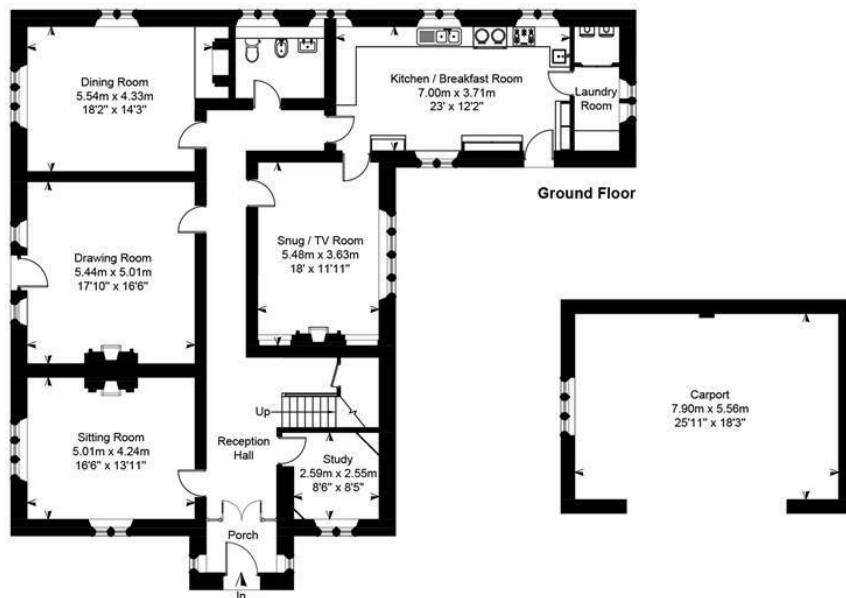 Dining Room
5.54m x 4.33m
18'2" x 14'3"
Kitchen / Breakfast Room
7.00m x 3.71m
23' x 12'2"
Laundry
Room
Ground Floor
Drawing Room
5.44m x 5.01m
17'10" x 16'6"
Snug / TV Room
5.48m x 3.63m
18' x 11'11"
Carport
7.90m x 5.56m
25'11" x 18'3"
Sitting Room
5.01m x 4.24m
16'6" x 13'11"
Up
Reception
Hall
Study
2.59m x 2.55m
8'6" x 8'5"
Porch
In